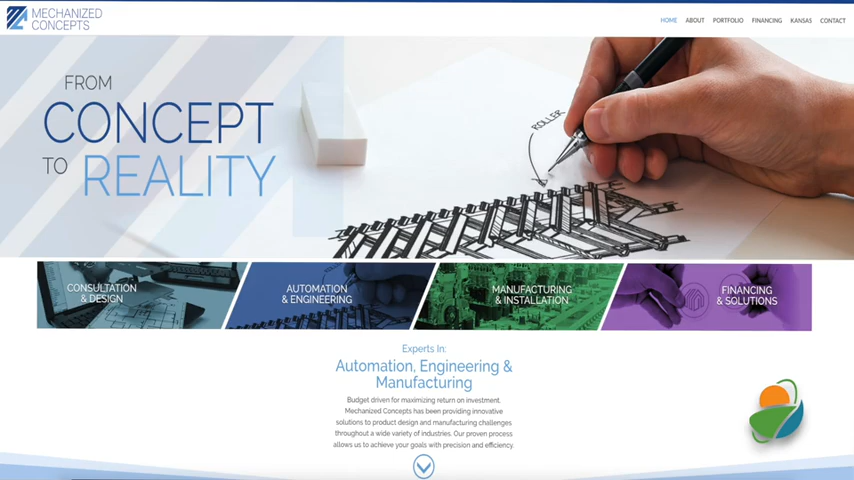 MECHANIZED
CONCEPTS
HOME ABOUT PORTFOLIO FINANCING KANSAS CONTACT
FROM
CONCEPT
TO REALITY
ROLLER
CONSULTATION
& DESIGN
AUTOMATION
& ENGINEERING
MANUFACTURING
& INSTALLATION
FINANCING
& SOLUTIONS
Experts In:
Automation, Engineering &
Manufacturing
Budget driven for maximizing return on investment.
Mechanized Concepts has been providing innovative
solutions to product design and manufacturing challenges
throughout a wide variety of industries. Our proven process
allows us to achieve your goals with precision and efficiency.